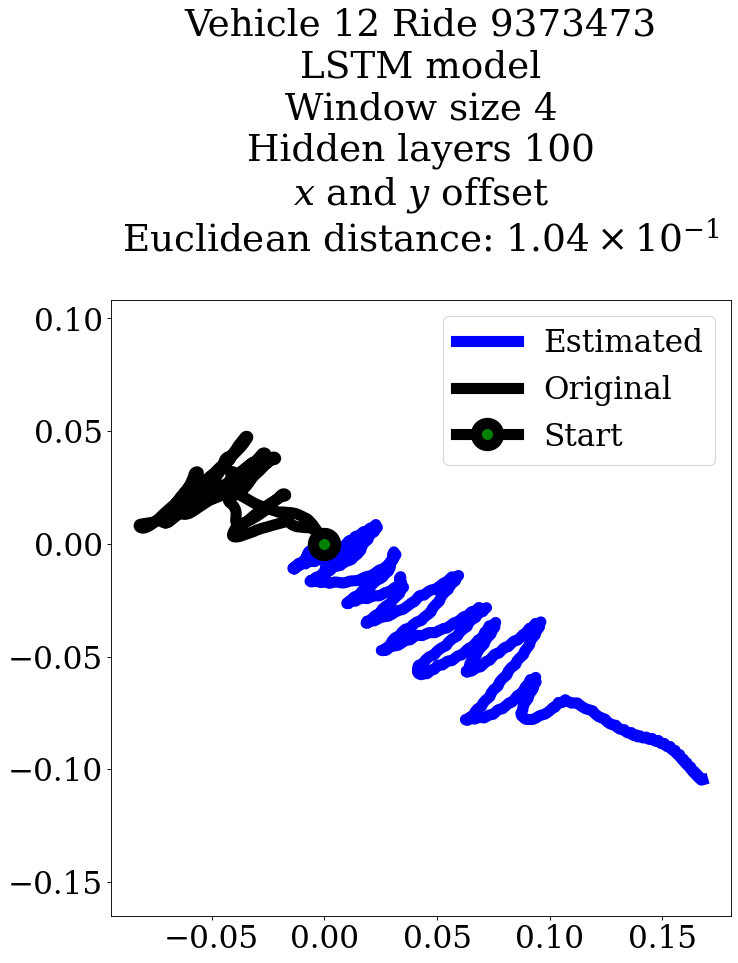 Vehicle 12 Ride 9373473
LSTM model
Window size 4
Hidden layers 100
x and y offset
Euclidean distance: 1.04 × 10⁻¹
Estimated
Original
Start
0.10
0.05
0.00
−0.05
−0.10
−0.15
−0.05 0.00 0.05 0.10 0.15